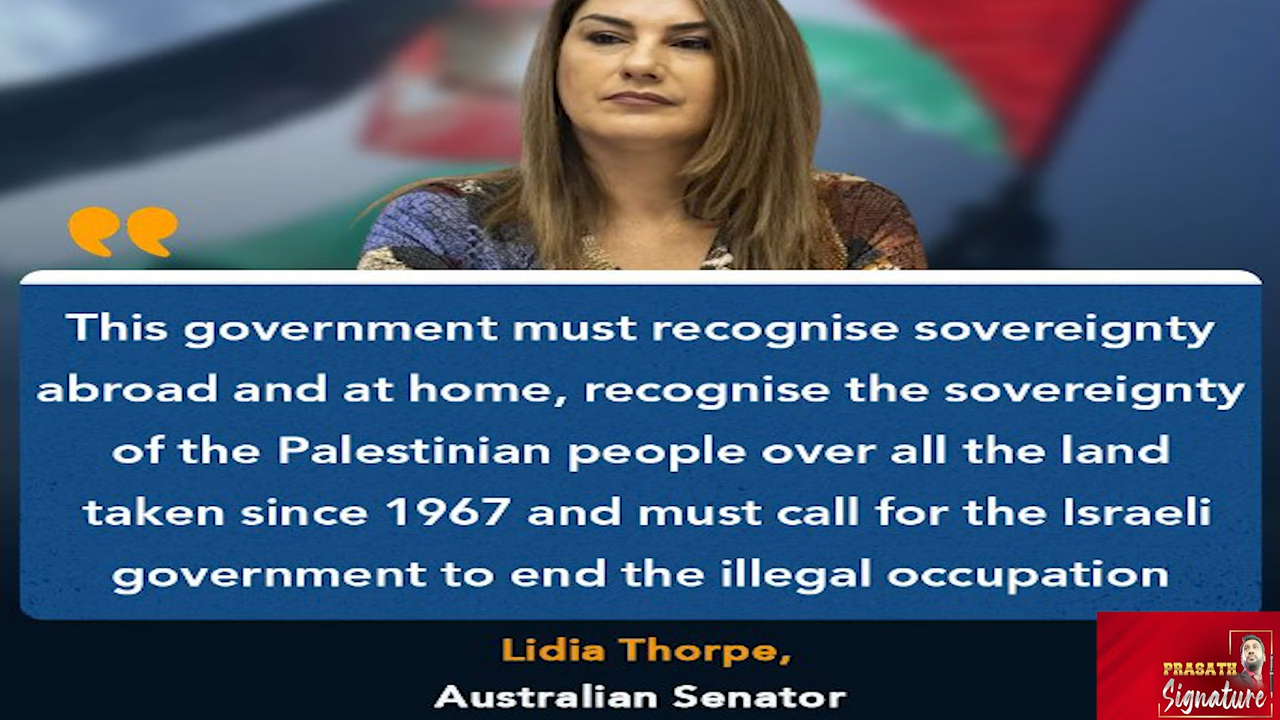 This government must recognise sovereignty
abroad and at home, recognise the sovereignty
of the Palestinian people over all the land
taken since 1967 and must call for the Israeli
government to end the illegal occupation
Lidia Thorpe,
Australian Senator
PRASATH
Signature